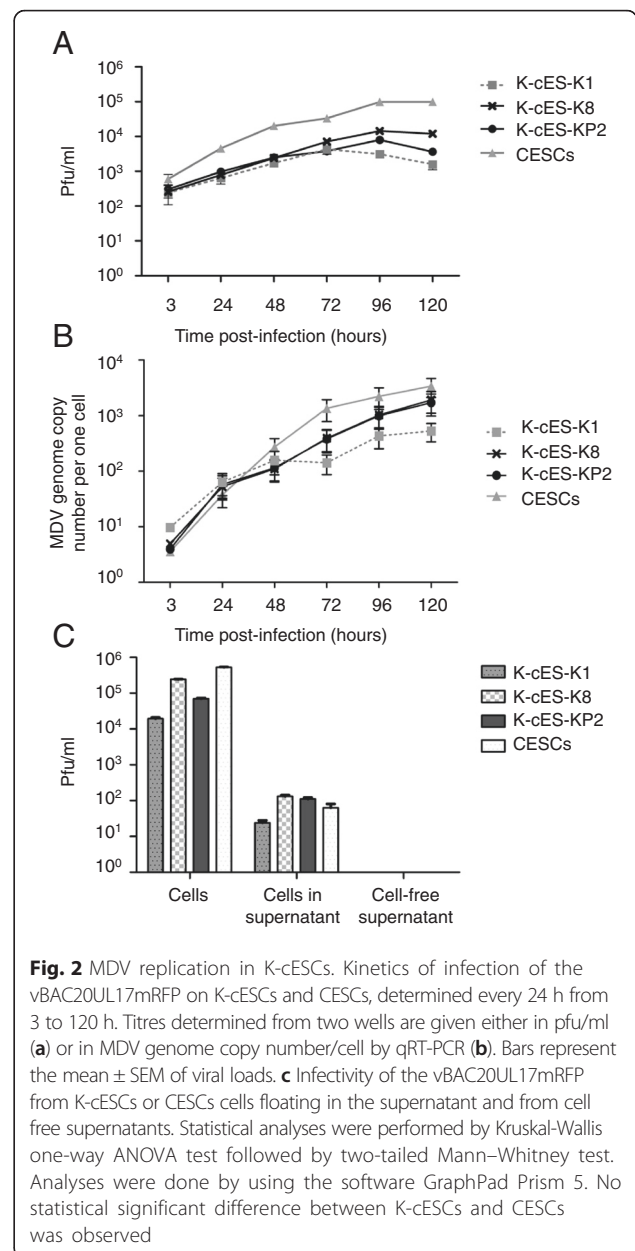 A
10⁶
10⁵
10⁴
10³
10²
10¹
10⁰
Pfu/ml
3 24 48 72 96 120
Time post-infection (hours)
K-cES-K1
K-cES-K8
K-cES-KP2
CESCs
B
10⁴
10³
10²
10¹
10⁰
MDV genome copy
number per one cell
3 24 48 72 96 120
Time post-infection (hours)
K-cES-K1
K-cES-K8
K-cES-KP2
CESCs
C
10⁶
10⁵
10⁴
10³
10²
10¹
10⁰
Pfu/ml
Cells
Cells in
supernatant
Cell-free
supernatant
K-cES-K1
K-cES-K8
K-cES-KP2
CESCs
Fig. 2 MDV replication in K-cESCs. Kinetics of infection of the
vBAC20UL17mRFP on K-cESCs and CESCs, determined every 24 h from
3 to 120 h. Titres determined from two wells are given either in pfu/ml
(a) or in MDV genome copy number/cell by qRT-PCR (b). Bars represent
the mean ± SEM of viral loads. c Infectivity of the vBAC20UL17mRFP
from K-cESCs or CESCs cells floating in the supernatant and from cell
free supernatants. Statistical analyses were performed by Kruskal-Wallis
one-way ANOVA test followed by two-tailed Mann–Whitney test.
Analyses were done by using the software GraphPad Prism 5. No
statistical significant difference between K-cESCs and CESCs
was observed